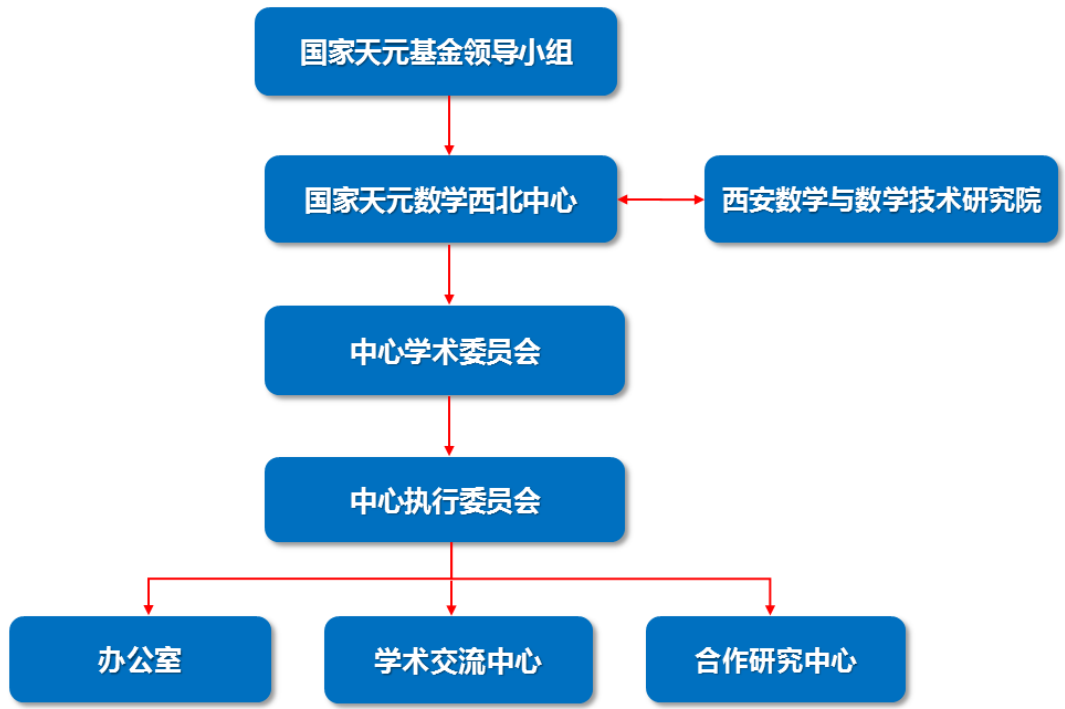 国家天元基金领导小组
国家天元数学西北中心
西安数学与数学技术研究院
中心学术委员会
中心执行委员会
办公室
学术交流中心
合作研究中心